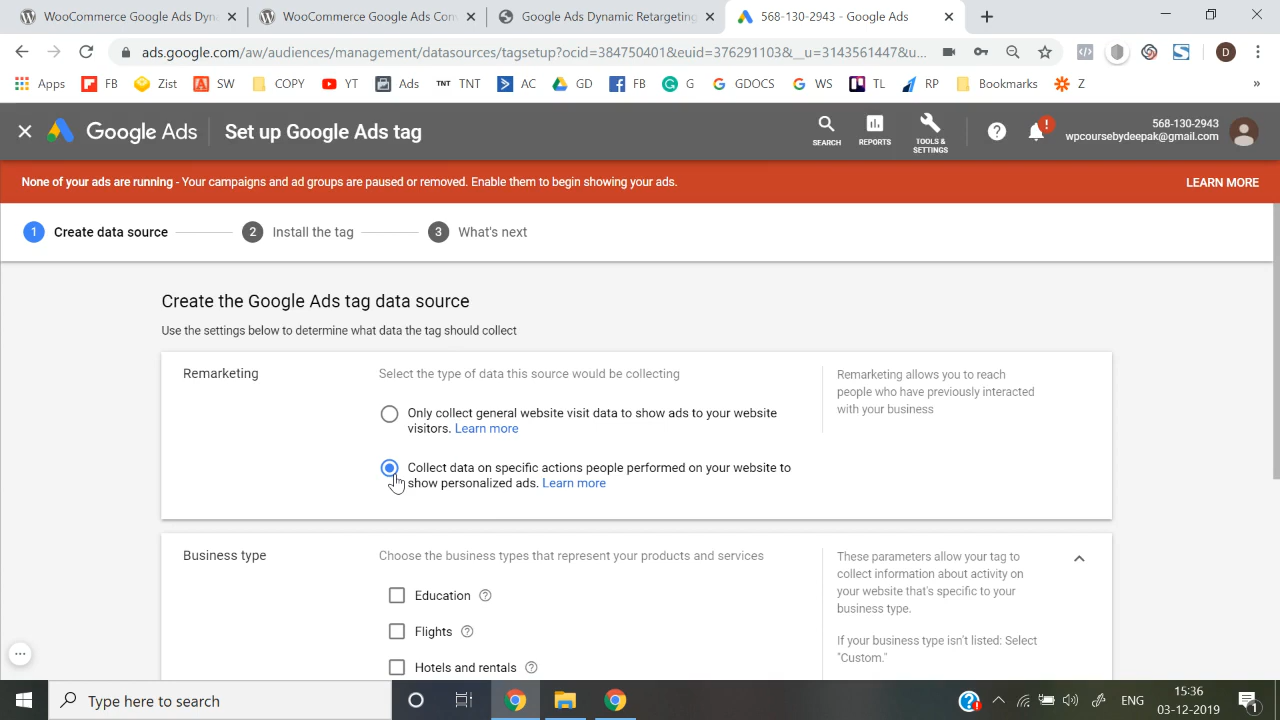 WooCommerce Google Ads Dyn
WooCommerce Google Ads Com
Google Ads Dynamic Retargeting
568-130-2943 - Google Ads
ads.google.com/aw/audiences/management/datasources/tagsetup?ocid=384750401&euid=376291103&__u=3143561447&u...
D
Apps
FB
Zist
SW
COPY
YT
Ads
TNT TNT
AC
GD
FB
G
GDOCS
WS
TL
RP
Bookmarks
Z
»
Google Ads
Set up Google Ads tag
SEARCH
REPORTS
TOOLS &
SETTINGS
568-130-2943
wpcoursebydeepak@gmail.com
None of your ads are running - Your campaigns and ad groups are paused or removed. Enable them to begin showing your ads.
LEARN MORE
1 Create data source
2 Install the tag
3 What's next
Create the Google Ads tag data source
Use the settings below to determine what data the tag should collect
Remarketing
Select the type of data this source would be collecting
Only collect general website visit data to show ads to your website
visitors. Learn more
Collect data on specific actions people performed on your website to
show personalized ads. Learn more
Remarketing allows you to reach
people who have previously interacted
with your business
Business type
Choose the business types that represent your products and services
Education
Flights
Hotels and rentals
These parameters allow your tag to
collect information about activity on
your website that's specific to your
business type.
If your business type isn't listed: Select
"Custom."
Type here to search
ENG
15:36
03-12-2019
1